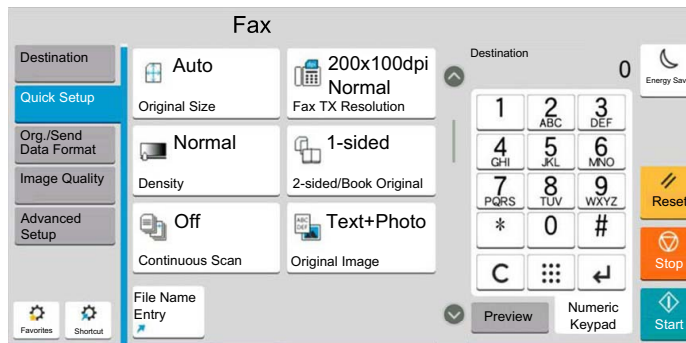 Fax
Destination
Quick Setup
Org./Send
Data Format
Image Quality
Advanced
Setup
Favorites
Shortcut
Auto
Original Size
200x100dpi
Normal
Fax TX Resolution
Normal
Density
1-sided
2-sided/Book Original
Off
Continuous Scan
ABC
DEF
Text+Photo
Original Image
File Name
Entry
Destination
0
1
2
ABC
3
DEF
4
GHI
5
JKL
6
MNO
7
PQRS
8
TUV
9
WXYZ
*
0
#
C
Preview
Numeric
Keypad
Energy Sav
Reset
Stop
Start